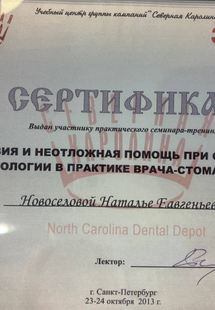 Учебный центр группы компаний "Северная Каролина
СЕРТИФИКА
Выдан участнику практического семинара-тренин
ВИЯ И НЕОТЛОЖНАЯ ПОМОЩЬ ПРИ С
ОЛОГИИ В ПРАКТИКЕ ВРАЧА-СТОМА
Новоселовой Наталье Евгеньев
North Carolina Dental Depot
Лектор:
г. Санкт-Петербург
23-24 октября 2013 г.